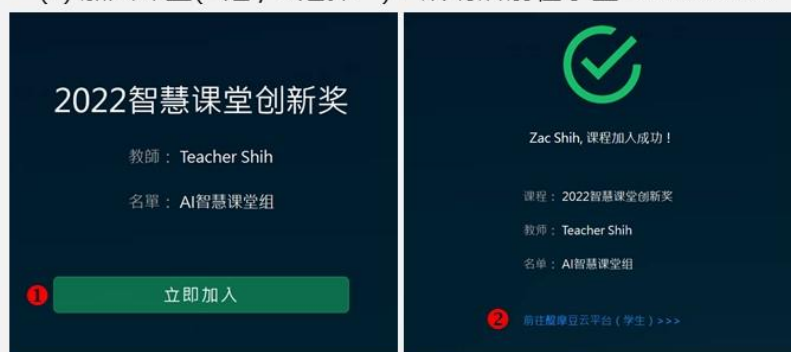 2022智慧课堂创新奖
教師： Teacher Shih
名單： AI智慧课堂组
1 立即加入
Zac Shih, 课程加入成功！
课程： 2022智慧课堂创新奖
教师： Teacher Shih
名单： AI智慧课堂组
2 前往醍摩豆云平台（学生）>>>